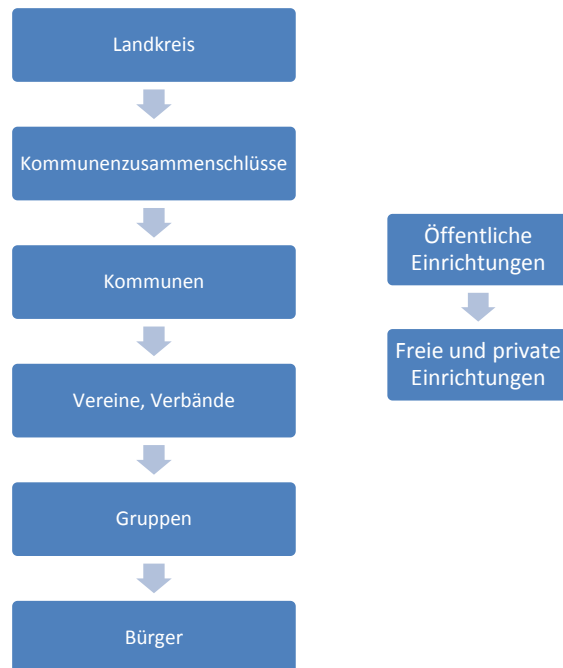 Landkreis
Kommunenzusammenschlüsse
Kommunen
Vereine, Verbände
Gruppen
Bürger
Öffentliche
Einrichtungen
Freie und private
Einrichtungen